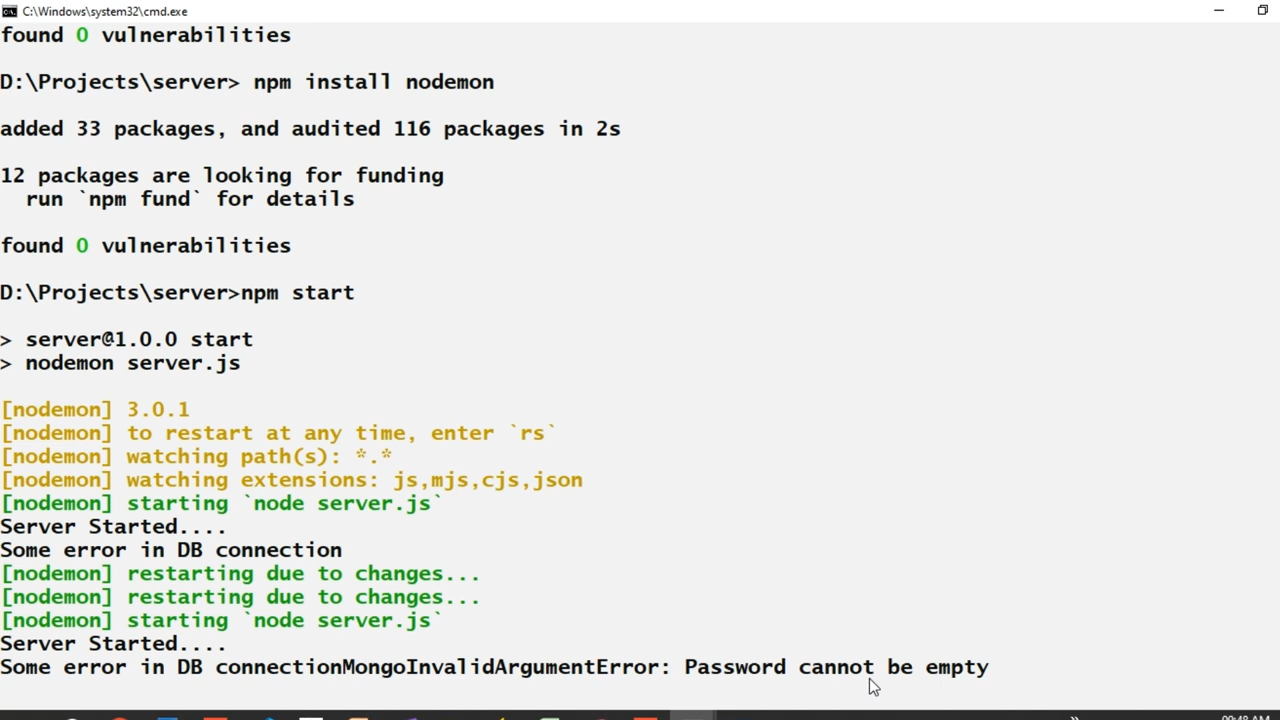 C:\Windows\system32\cmd.exe
found 0 vulnerabilities
D:\Projects\server> npm install nodemon
added 33 packages, and audited 116 packages in 2s
12 packages are looking for funding
run `npm fund` for details
found 0 vulnerabilities
D:\Projects\server>npm start
> server@1.0.0 start
> nodemon server.js
[nodemon] 3.0.1
[nodemon] to restart at any time, enter `rs`
[nodemon] watching path(s): *.*
[nodemon] watching extensions: js,mjs,cjs,json
[nodemon] starting `node server.js`
Server Started....
Some error in DB connection
[nodemon] restarting due to changes...
[nodemon] restarting due to changes...
[nodemon] starting `node server.js`
Server Started....
Some error in DB connectionMongoInvalidArgumentError: Password cannot be empty